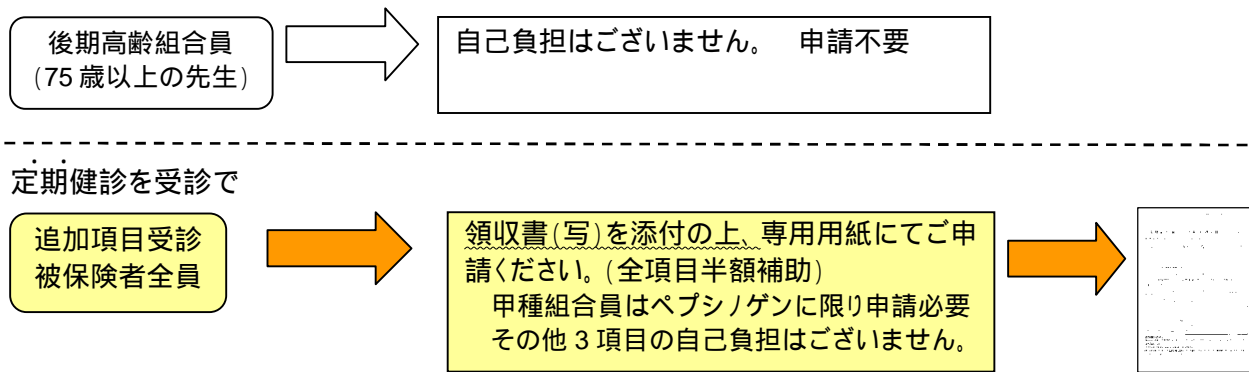 後期高齢組合員
(75歳以上の先生)
自己負担はございません。　申請不要
定期健診を受診で
追加項目受診
被保険者全員
領収書(写)を添付の上、専用用紙にてご申
請ください。(全項目半額補助)
甲種組合員はペプシノゲンに限り申請必要
その他3項目の自己負担はございません。